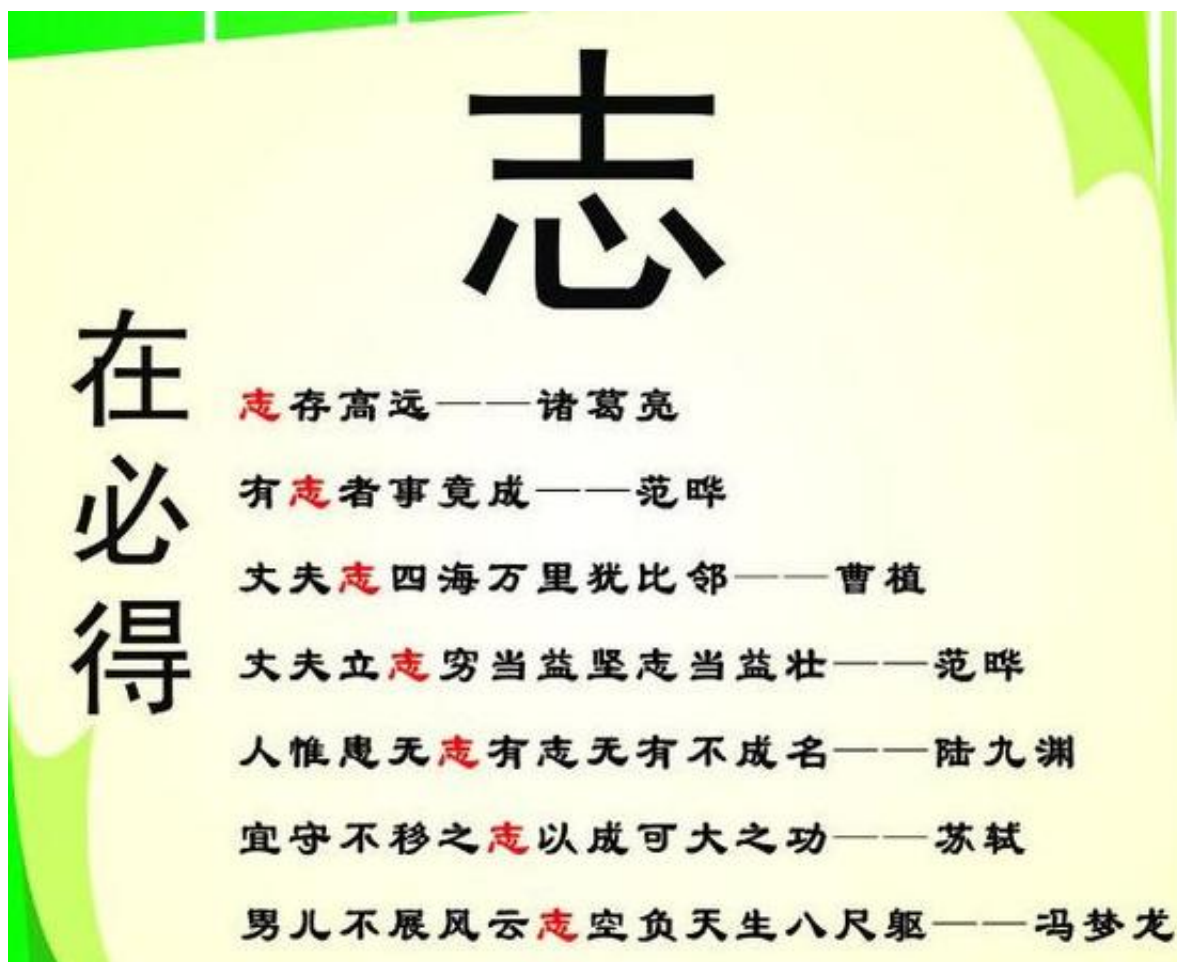 志
在必得
志存高远——诸葛亮
有志者事竟成——范晔
丈夫志四海万里犹比邻——曹植
丈夫立志穷当益坚志当益壮——范晔
人惟患无志有志无有不成名——陆九渊
宜守不移之志以成可大之功——苏轼
男儿不展风云志空负天生八尺躯——冯梦龙